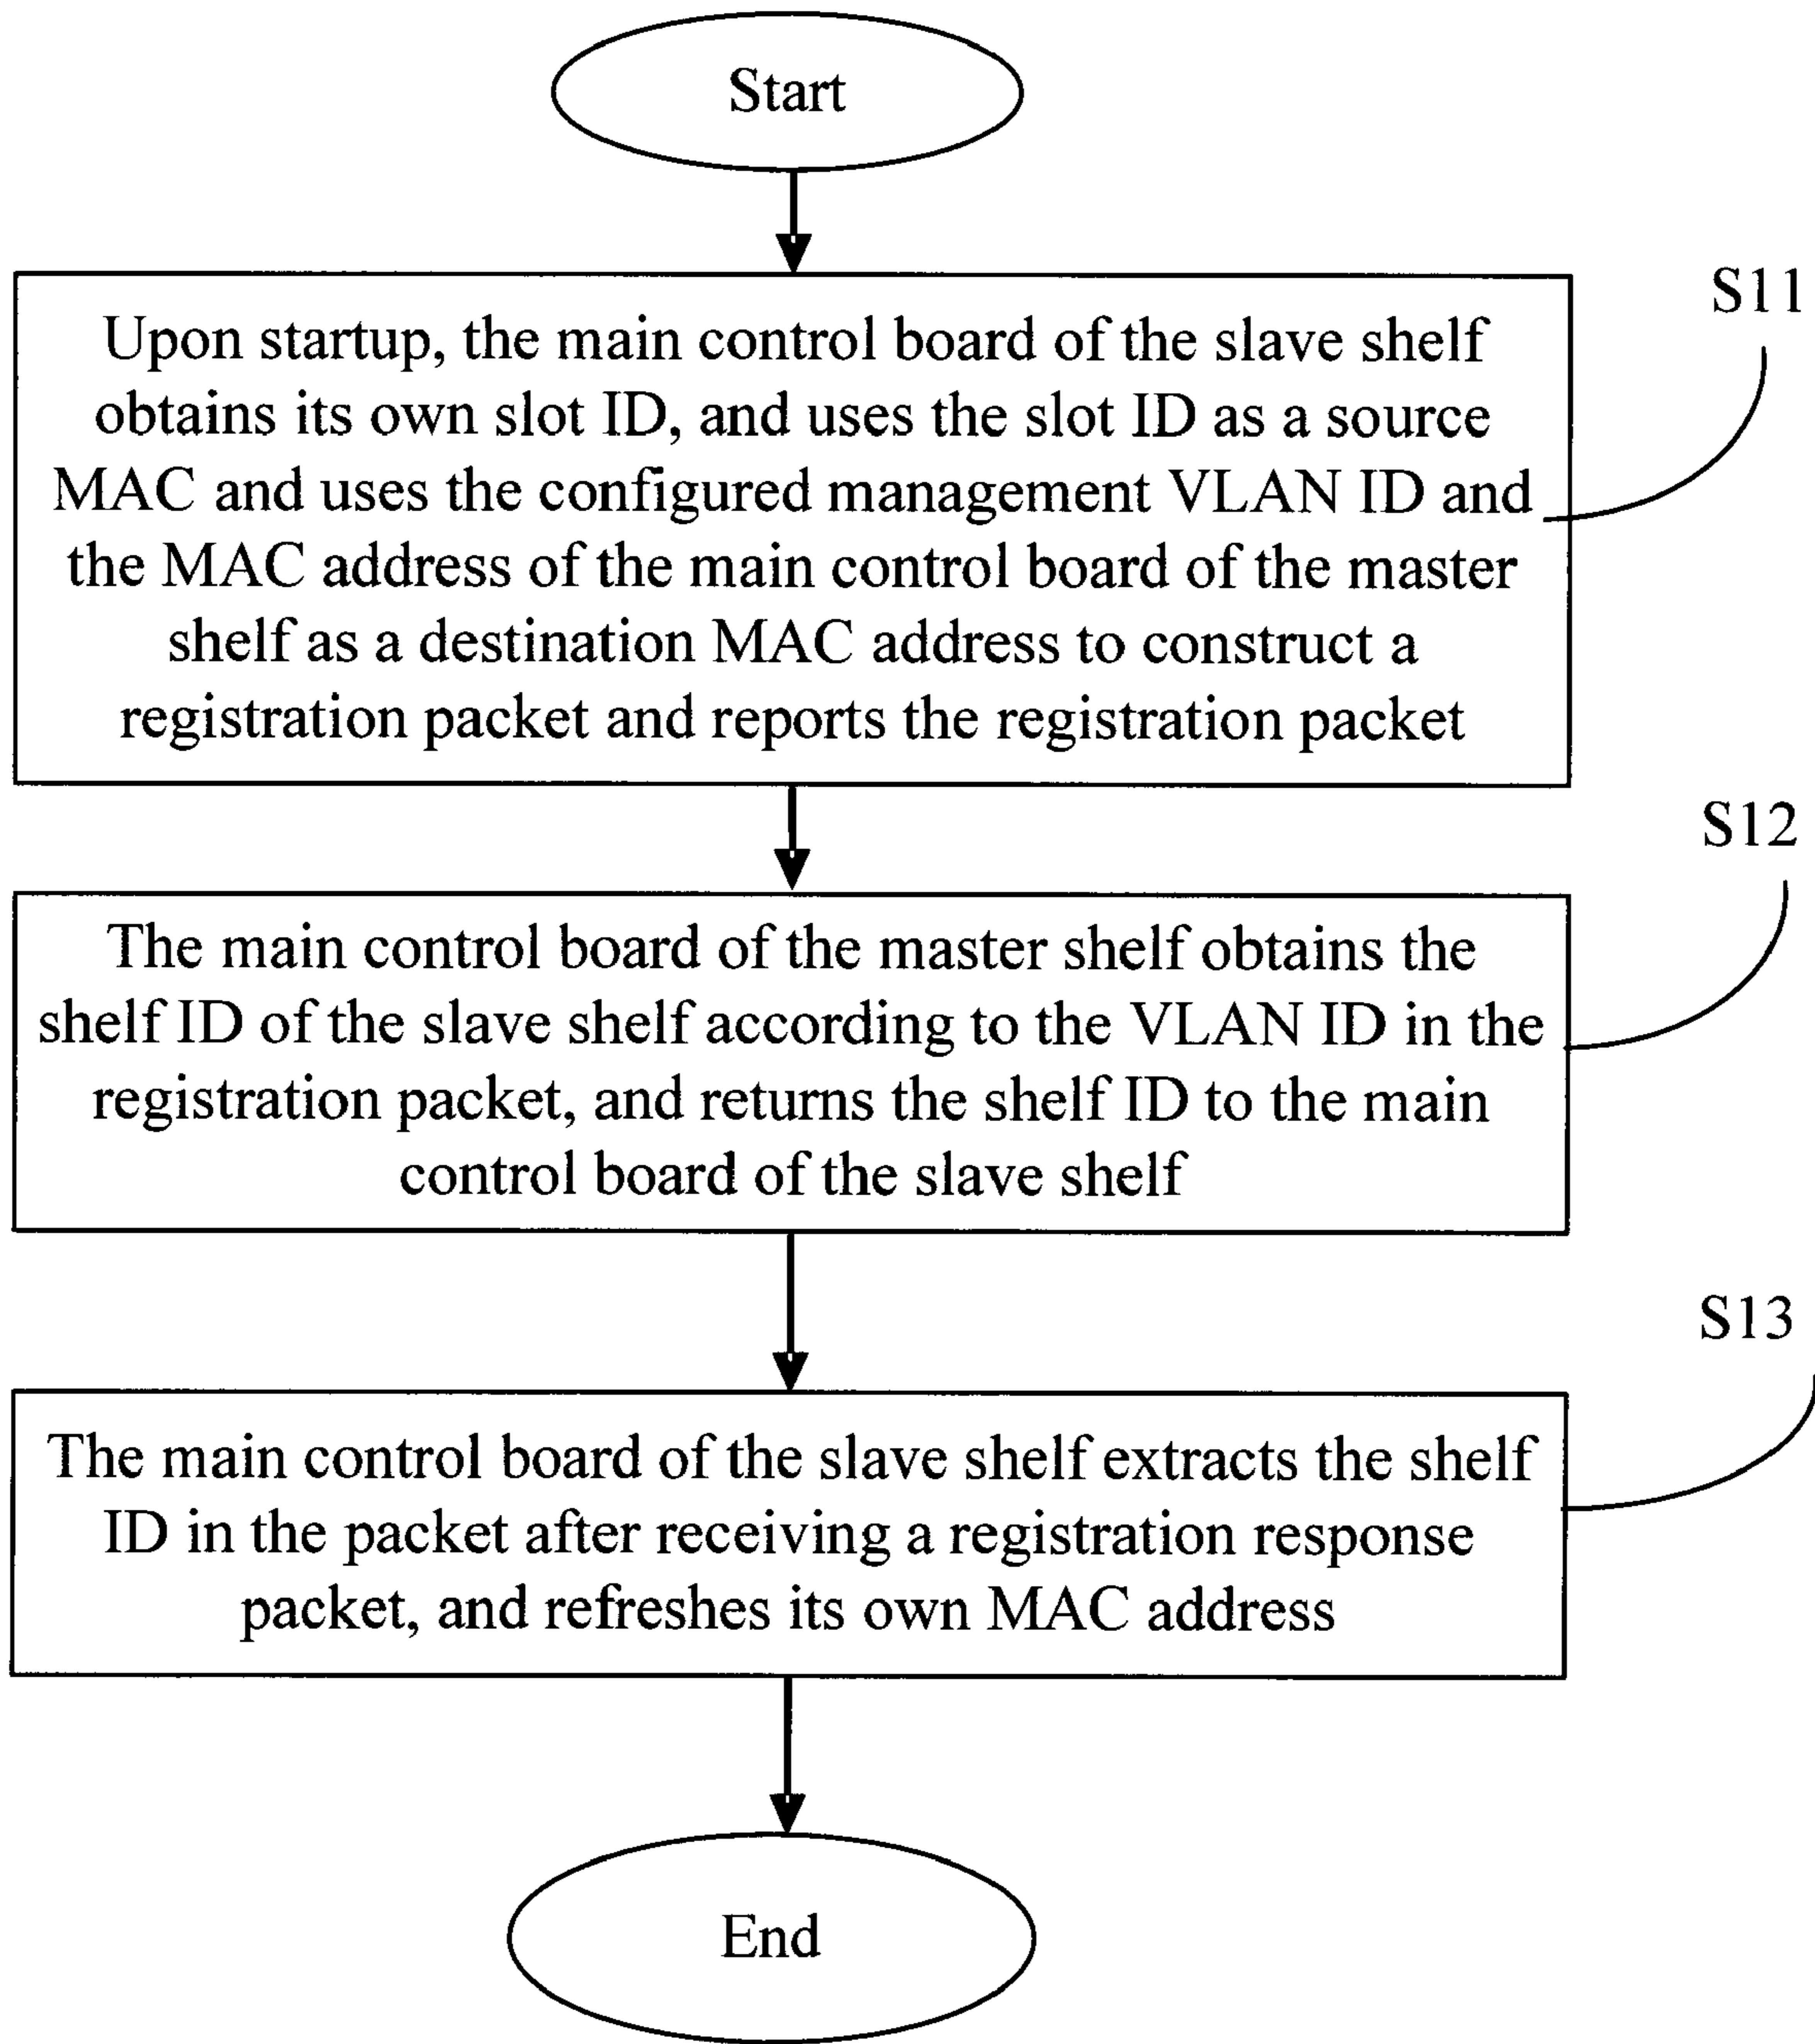 Start
S11
Upon startup, the main control board of the slave shelf
obtains its own slot ID, and uses the slot ID as a source
MAC and uses the configured management VLAN ID and
the MAC address of the main control board of the master
shelf as a destination MAC address to construct a
registration packet and reports the registration packet
S12
The main control board of the master shelf obtains the
shelf ID of the slave shelf according to the VLAN ID in the
registration packet, and returns the shelf ID to the main
control board of the slave shelf
S13
The main control board of the slave shelf extracts the shelf
ID in the packet after receiving a registration response
packet, and refreshes its own MAC address
End